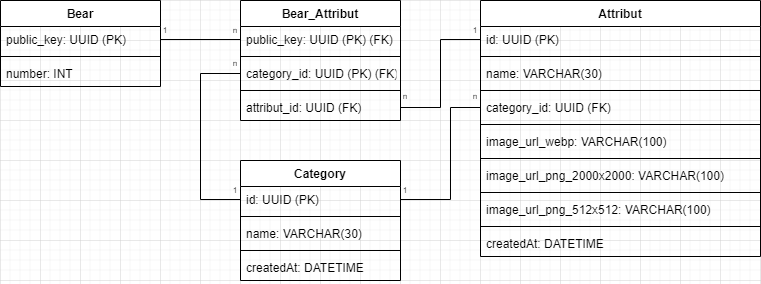 Bear
public_key: UUID (PK)
number: INT
1
n
Bear_Attribut
public_key: UUID (PK) (FK)
n
category_id: UUID (PK) (FK)
attribut_id: UUID (FK)
n
1
Attribut
id: UUID (PK)
name: VARCHAR(30)
n
category_id: UUID (FK)
image_url_webp: VARCHAR(100)
image_url_png_2000x2000: VARCHAR(100)
image_url_png_512x512: VARCHAR(100)
createdAt: DATETIME
Category
1
id: UUID (PK)
1
name: VARCHAR(30)
createdAt: DATETIME